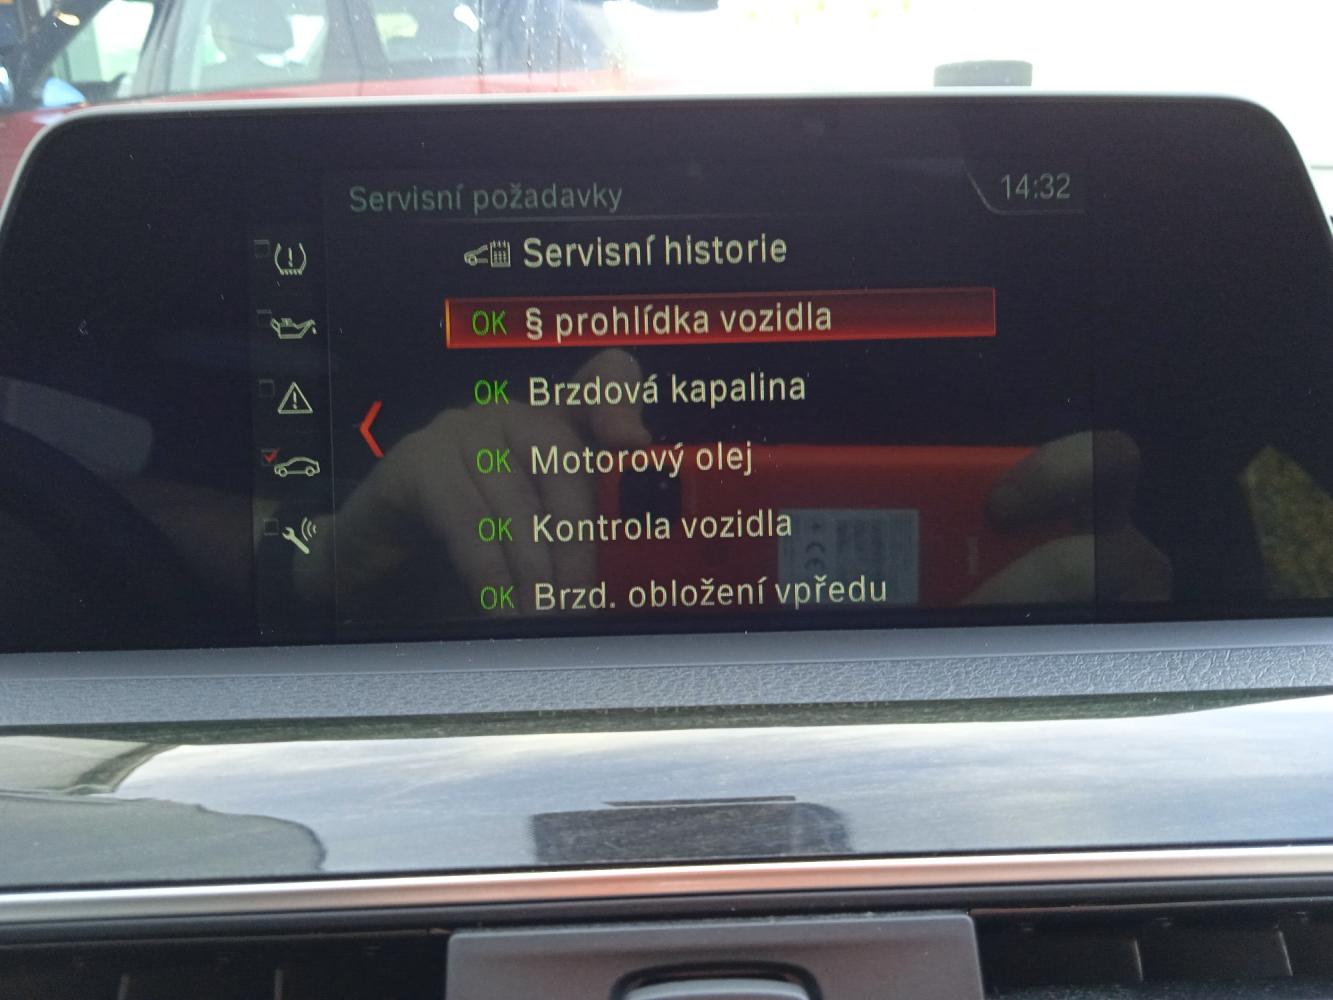 Servisní požadavky
14:32
Servisní historie
OK § prohlídka vozidla
OK Brzdová kapalina
OK Motorový olej
OK Kontrola vozidla
OK Brzd. obložení vpředu